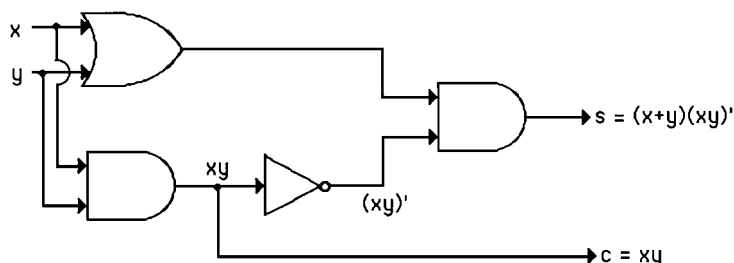 x
y
s = (x+y)(xy)'
xy
(xy)'
c = xy